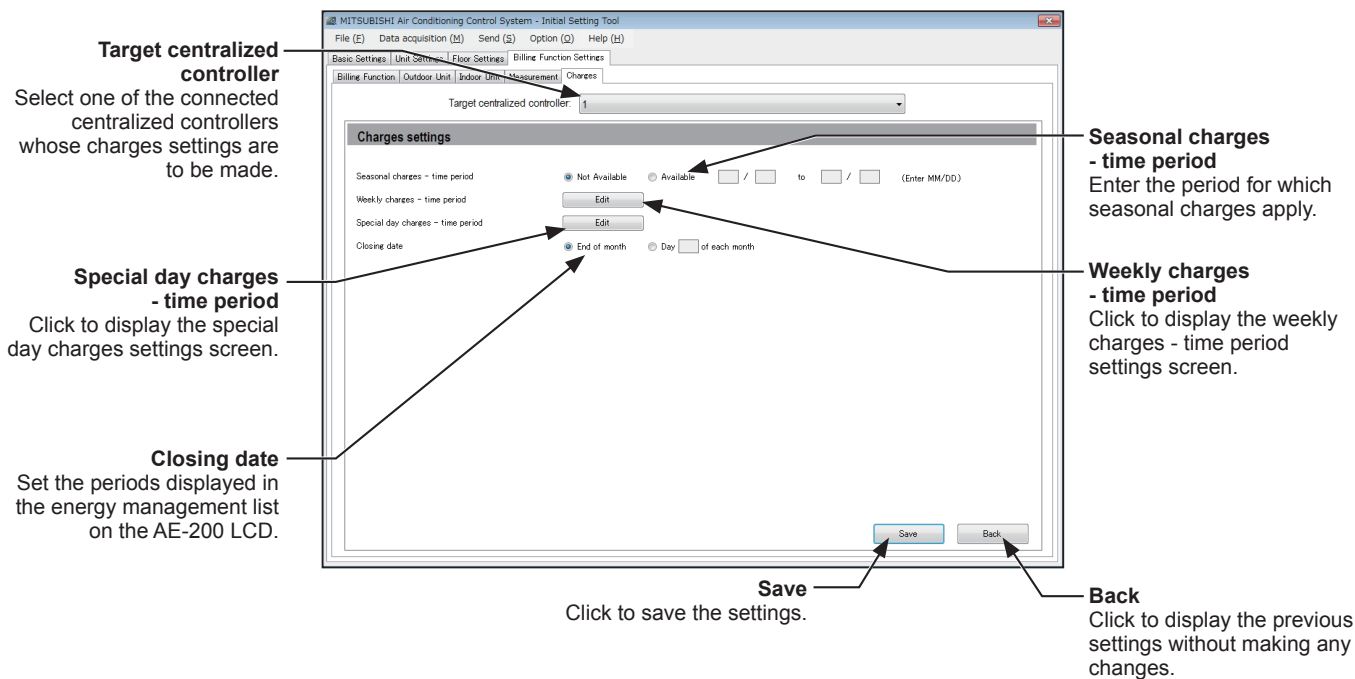 MITSUBISHI Air Conditioning Control System - Initial Setting Tool
File (F) Data acquisition (M) Send (S) Option (O) Help (H)
Basic Settings Unit Settings Floor Settings Billing Function Settings
Billing Function Outdoor Unit Indoor Unit Measurement Charges
Target centralized controller: 1
Charges settings
Seasonal charges - time period Not Available Available / to / (Enter MM/DD)
Weekly charges - time period Edit
Special day charges - time period Edit
Closing date End of month Day of each month
Save Back
Target centralized
controller
Select one of the connected
centralized controllers
whose charges settings are
to be made.
Special day charges
- time period
Click to display the special
day charges settings screen.
Closing date
Set the periods displayed in
the energy management list
on the AE-200 LCD.
Seasonal charges
- time period
Enter the period for which
seasonal charges apply.
Weekly charges
- time period
Click to display the weekly
charges - time period
settings screen.
Save
Click to save the settings.
Back
Click to display the previous
settings without making any
changes.